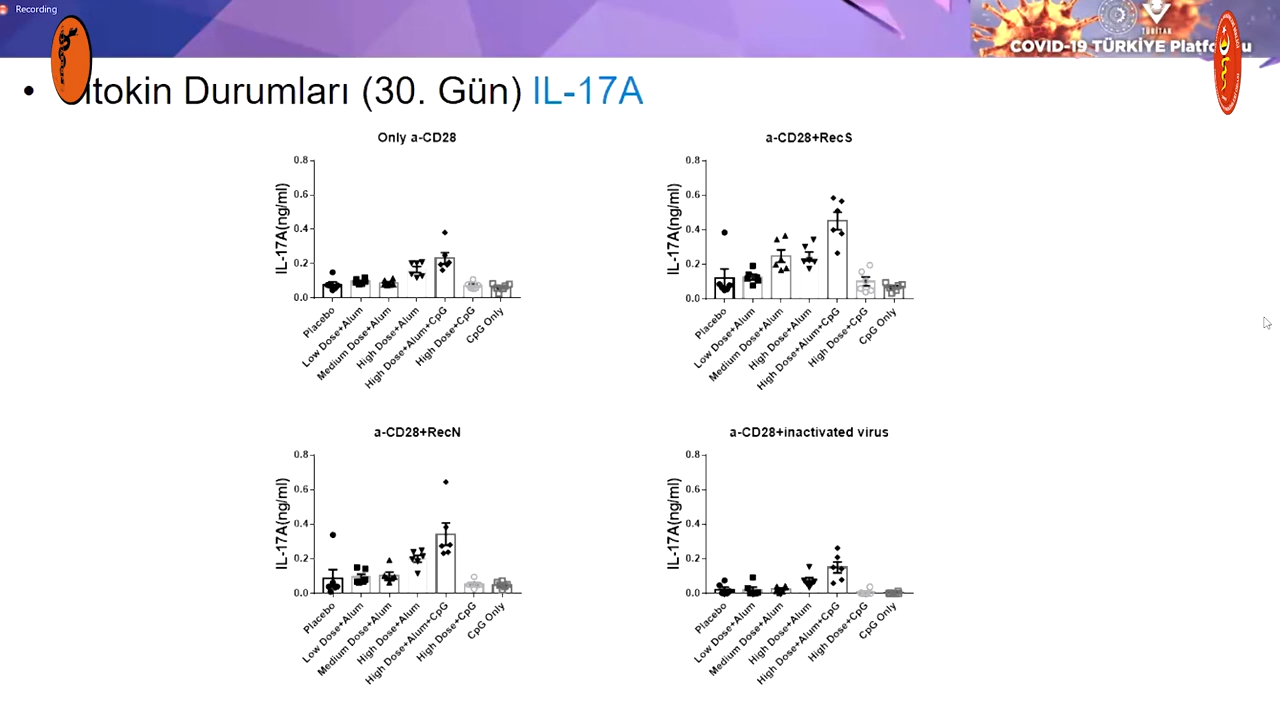 Recording
TÜBİTAK
COVID-19 TÜRKİYE Platfo u
• itokin Durumları (30. Gün) IL-17A
Only a-CD28
IL-17A(ng/ml)
0.8
0.6
0.4
0.2
0.0
Placebo
Low Dose+Alum
Medium Dose+Alum
High Dose+Alum
High Dose+Alum+CpG
High Dose+CpG
CpG Only
a-CD28+RecS
IL-17A(ng/ml)
0.8
0.6
0.4
0.2
0.0
Placebo
Low Dose+Alum
Medium Dose+Alum
High Dose+Alum
High Dose+Alum+CpG
High Dose+CpG
CpG Only
a-CD28+RecN
IL-17A(ng/ml)
0.8
0.6
0.4
0.2
0.0
Placebo
Low Dose+Alum
Medium Dose+Alum
High Dose+Alum
High Dose+Alum+CpG
High Dose+CpG
CpG Only
a-CD28+inactivated virus
IL-17A(ng/ml)
0.8
0.6
0.4
0.2
0.0
Placebo
Low Dose+Alum
Medium Dose+Alum
High Dose+Alum
High Dose+Alum+CpG
High Dose+CpG
CpG Only